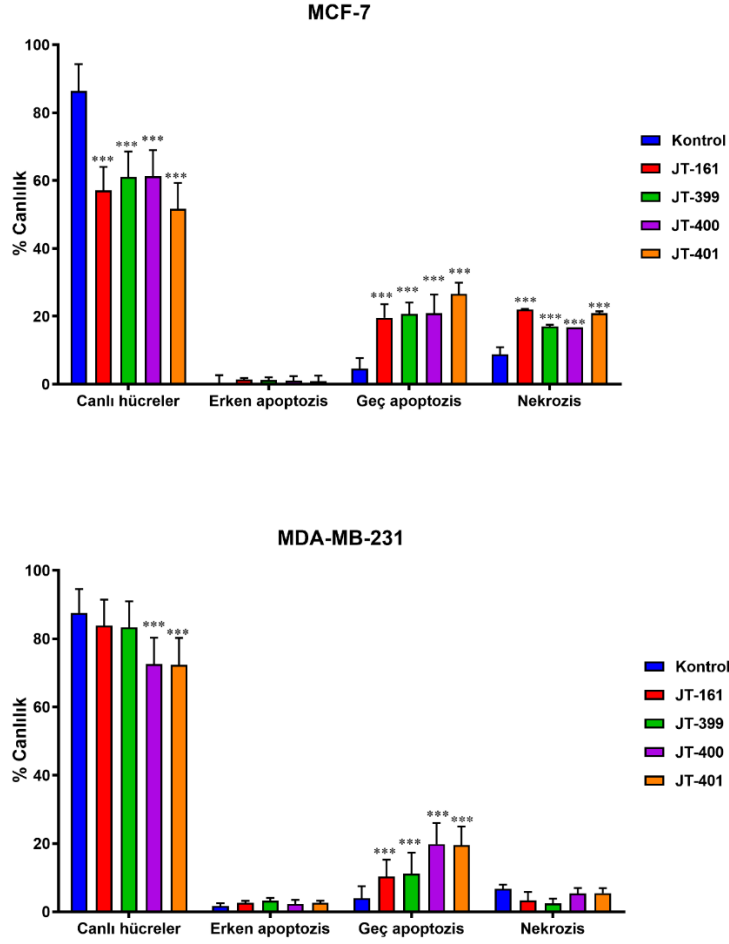 MCF-7
% Canlılık
100
80
60
40
20
0
***
***
***
***
***
***
***
***
***
***
***
***
Canlı hücreler
Erken apoptozis
Geç apoptozis
Nekrozis
Kontrol
JT-161
JT-399
JT-400
JT-401
MDA-MB-231
% Canlılık
100
80
60
40
20
0
***
***
***
***
***
***
Canlı hücreler
Erken apoptozis
Geç apoptozis
Nekrozis
Kontrol
JT-161
JT-399
JT-400
JT-401